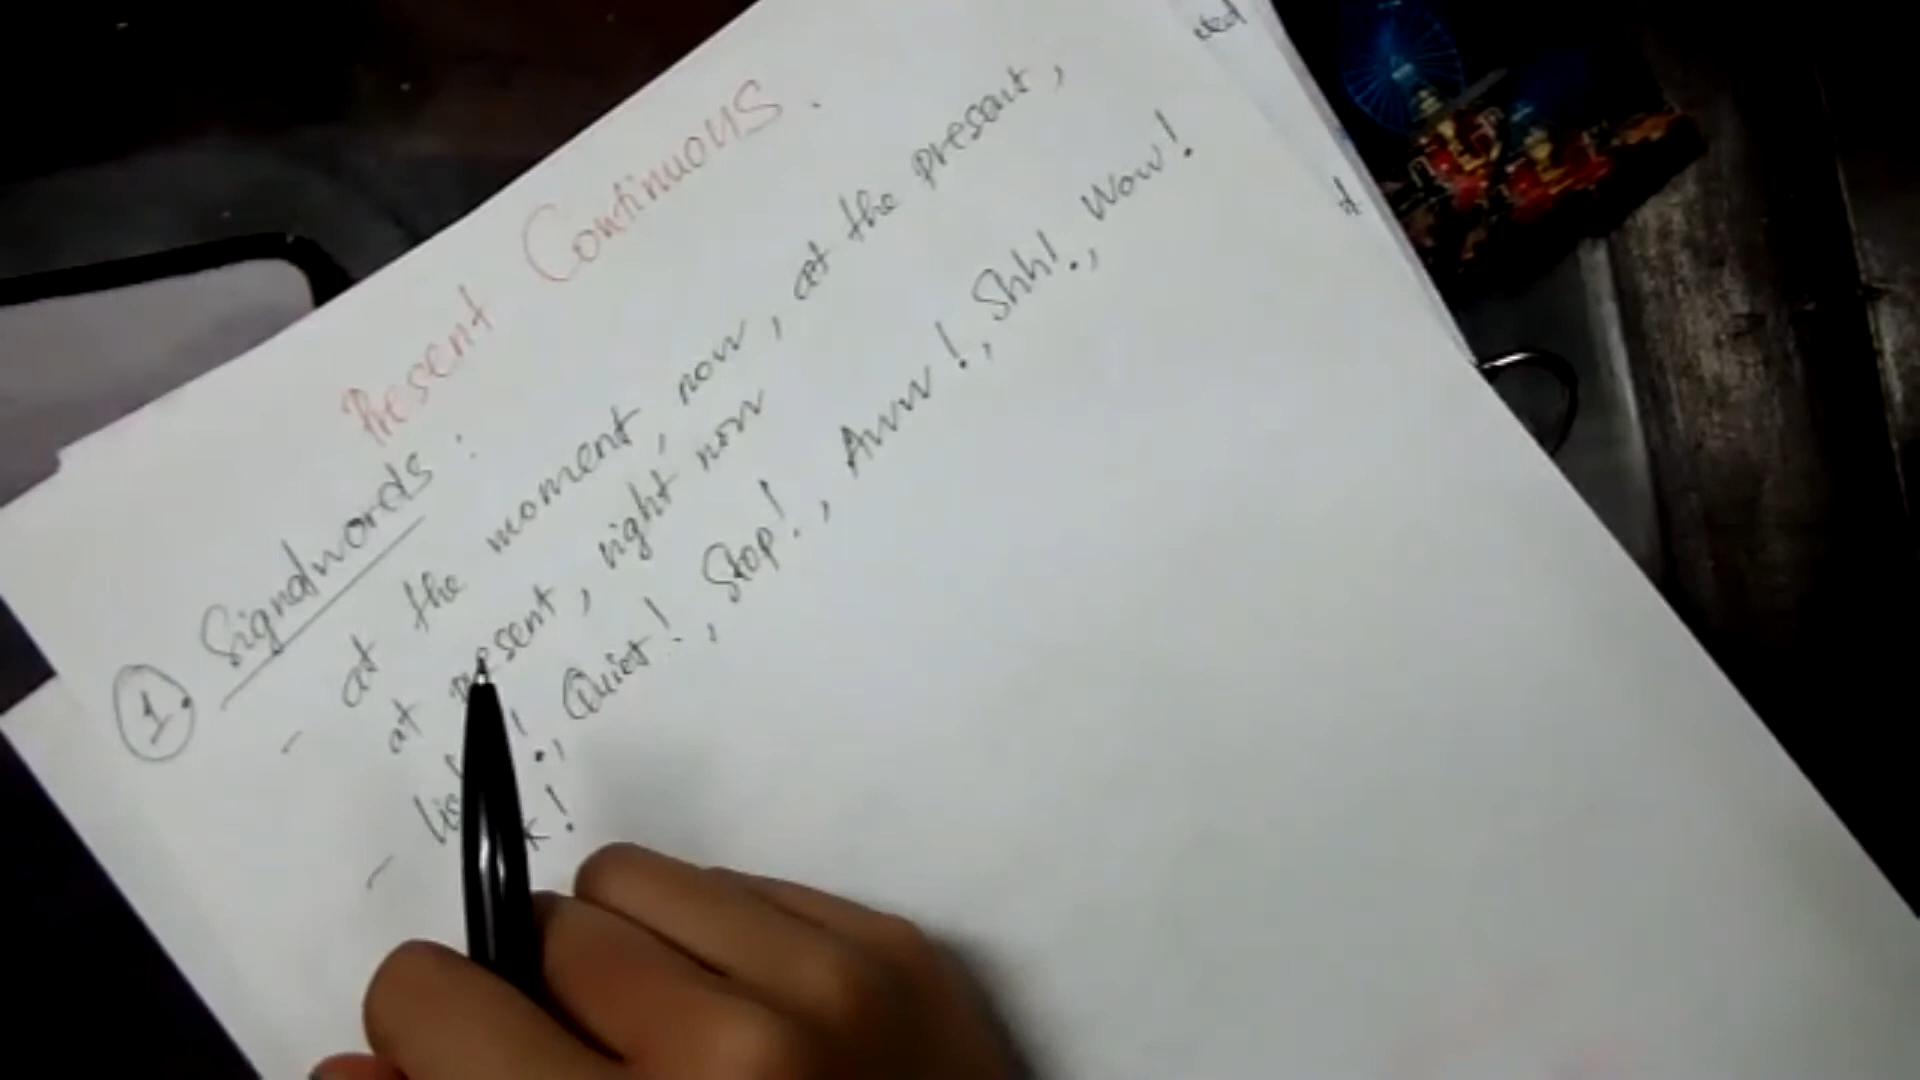 Present Continuous.
1. Signalwords:
- at the moment, now, at the present,
at present, right now
- !, Quiet!, Stop!, Aww!, Shh!, Wow!